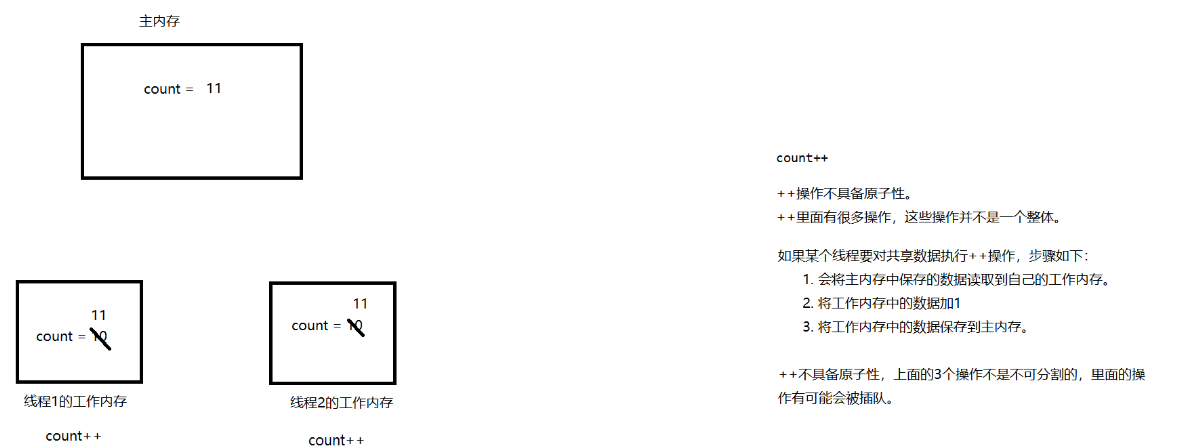 主内存
count = 11
11
count = 10
线程1的工作内存
count++
11
count = 10
线程2的工作内存
count++
count++
++操作不具备原子性。
++里面有很多操作，这些操作并不是一个整体。
如果某个线程要对共享数据执行++操作，步骤如下：
1. 会将主内存中保存的数据读取到自己的工作内存。
2. 将工作内存中的数据加1
3. 将工作内存中的数据保存到主内存。
++不具备原子性，上面的3个操作不是不可分割的，里面的操
作有可能会被插队。